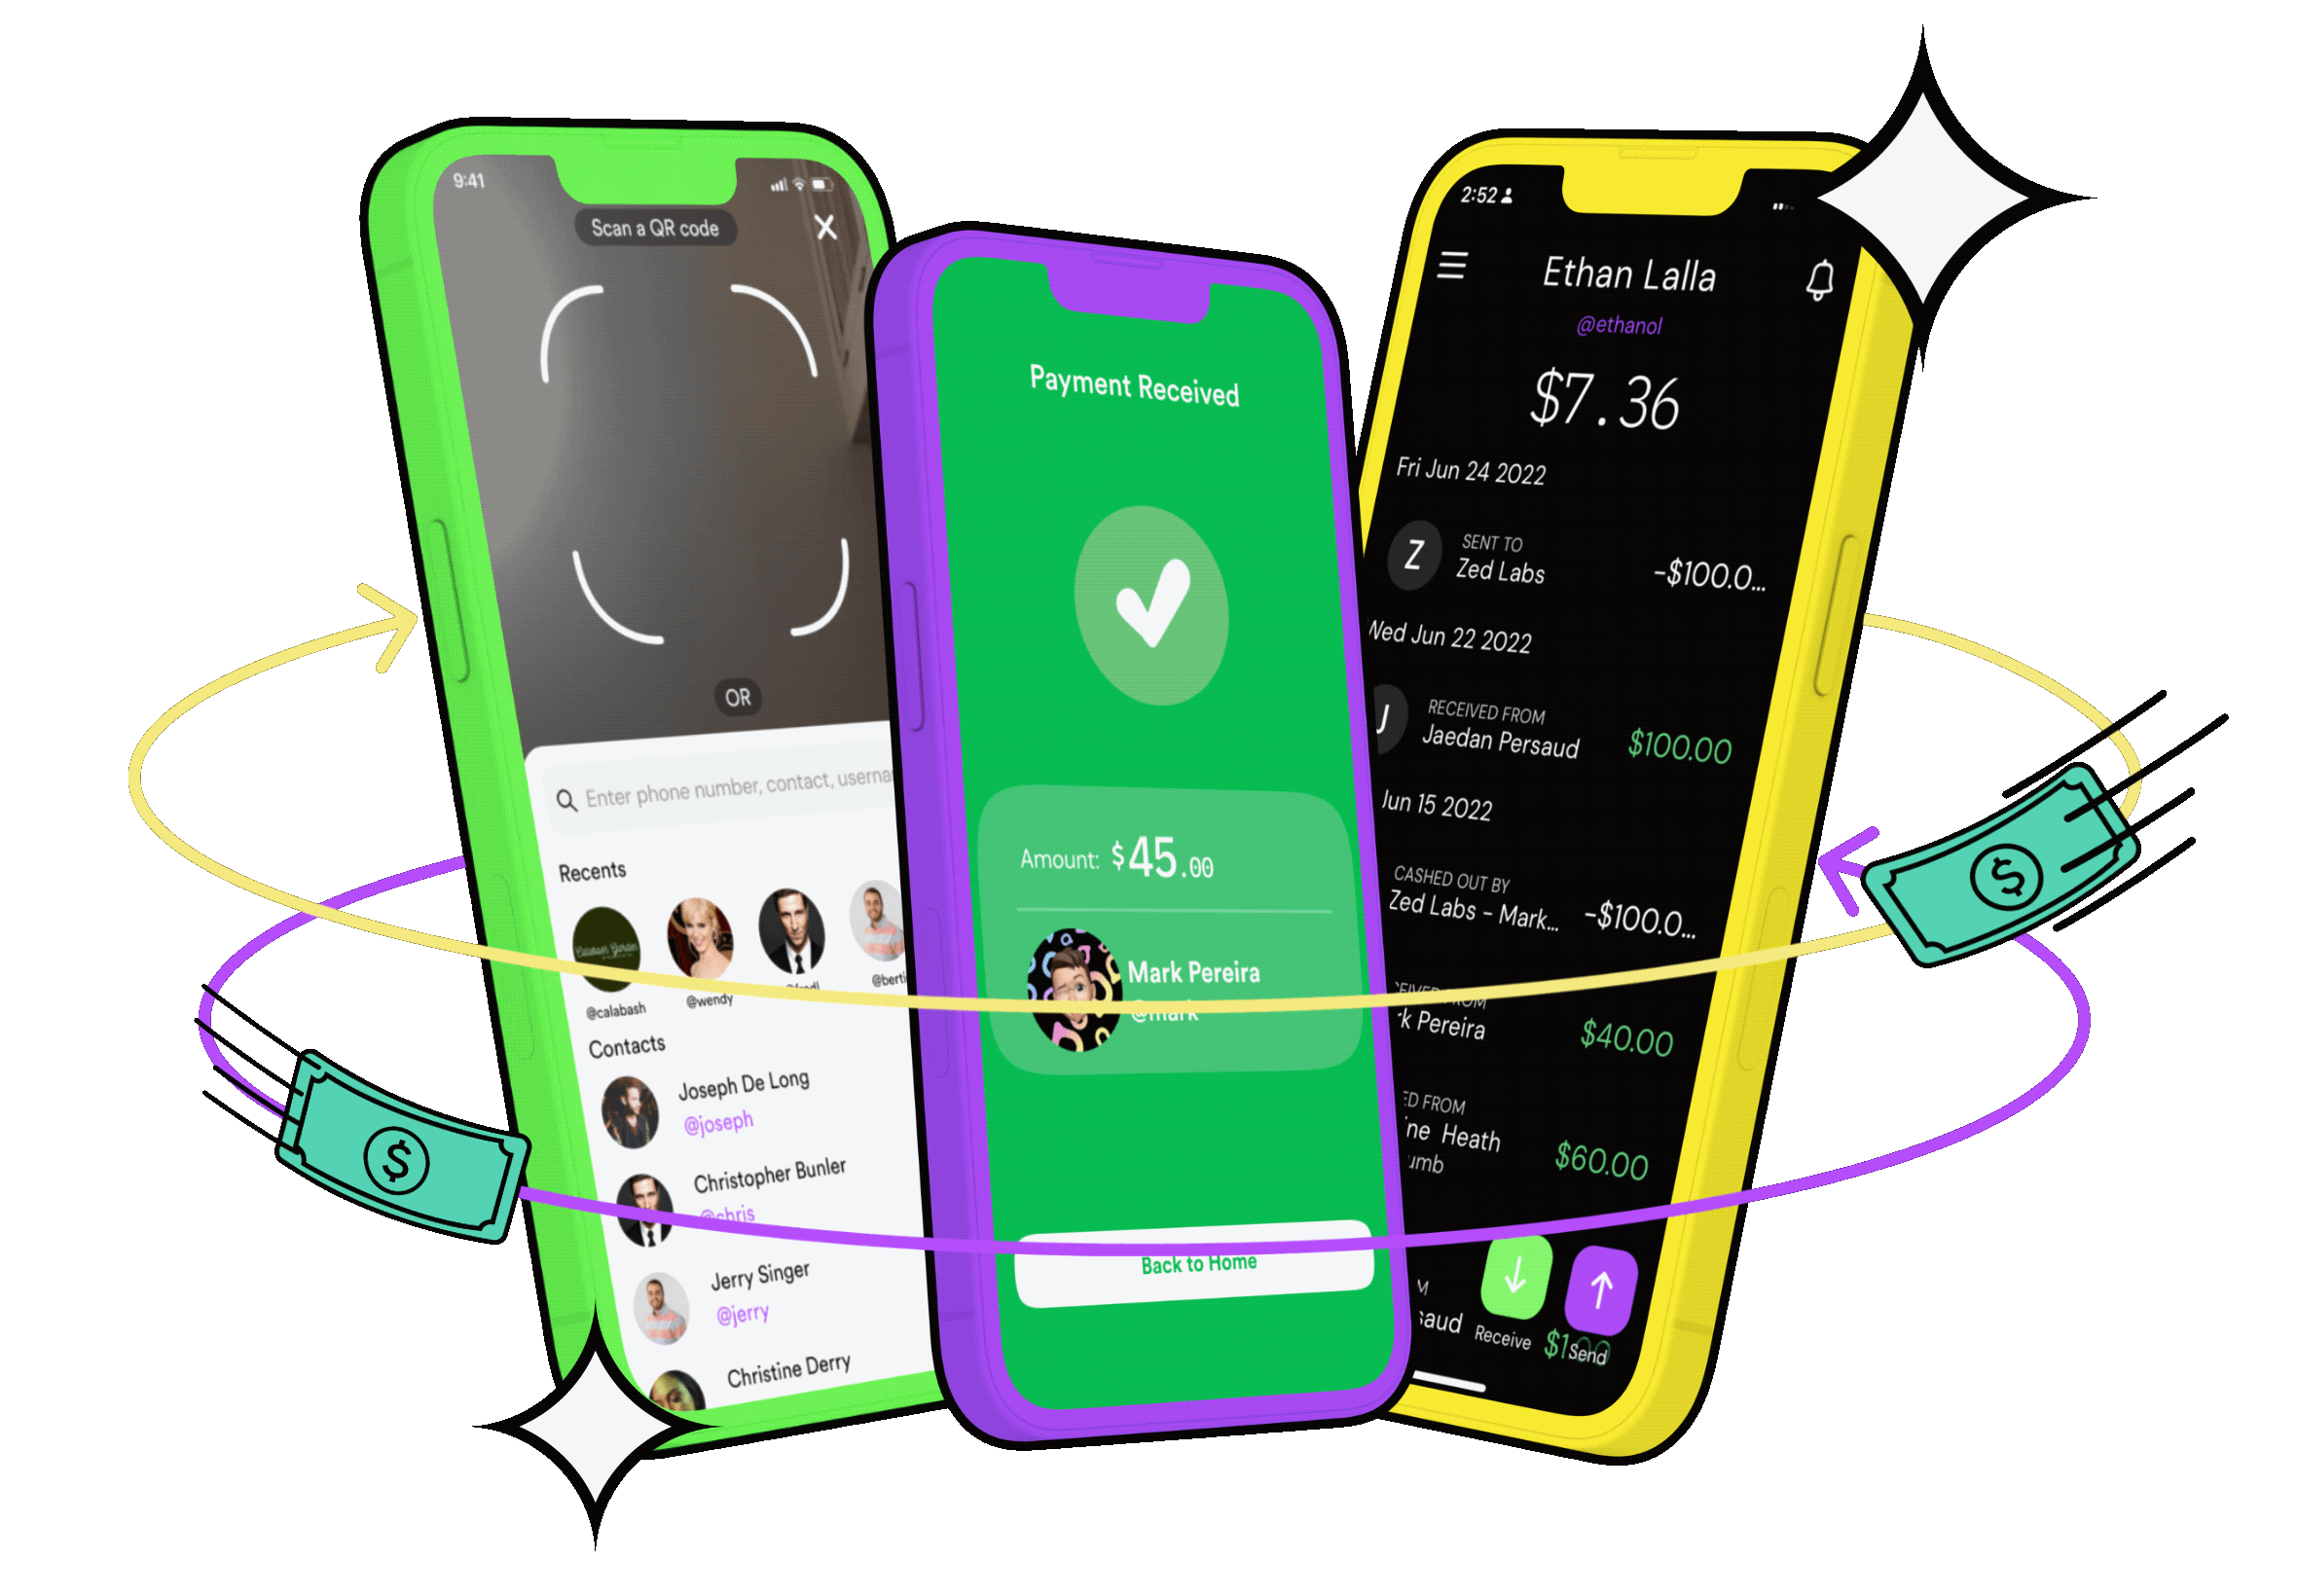 9:41
Scan a QR code
OR
Enter phone number, contact,
Recents
@calabash
@wendy
Contacts
Joseph De Long
@joseph
Christopher Bunler
@chris
Jerry Singer
@jerry
Christine Derry
Payment Received
Amount: $45.00
Mark Pereira
@mark
Back to Home
2:52
Ethan Lalla
@ethanol
$7.36
Fri Jun 24 2022
Z
SENT TO
Zed Labs
-$100.0...
Wed Jun 22 2022
J
RECEIVED FROM
Jaedan Persaud
$100.00
Jun 15 2022
CASHED OUT BY
Zed Labs - Mark...
-$100.0...
Pereira
$40.00
FROM
Heath
$60.00
Receive
Send
$
$